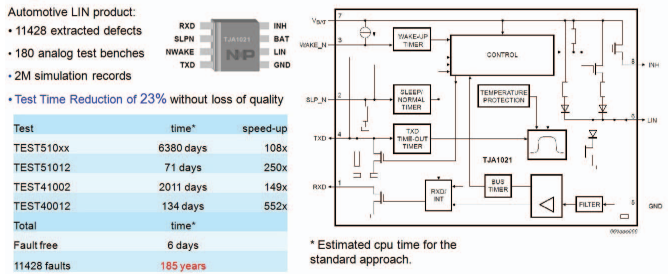 Automotive LIN product:
• 11428 extracted defects
• 180 analog test benches
• 2M simulation records
• Test Time Reduction of 23% without loss of quality
RXD
SLPN
NWAKE
TXD
TJA1021
NXP
INH
BAT
LIN
GND
Test time* speed-up
TEST510xx 6380 days 108x
TEST51012 71 days 250x
TEST41002 2011 days 149x
TEST40012 134 days 552x
Total time*
Fault free 6 days
11428 faults 185 years
VBAT 7
WAKE_N 3
WAKE-UP
TIMER
CONTROL
INH
8
SLP_N 2
SLEEP/
NORMAL
TIMER
TEMPERATURE
PROTECTION
6 LIN
TXD 4
TXD
TIME-OUT
TIMER
TJA1021
RXD 1
RXD/
INT
BUS
TIMER
FILTER
5 GND
* Estimated cpu time for the
standard approach.